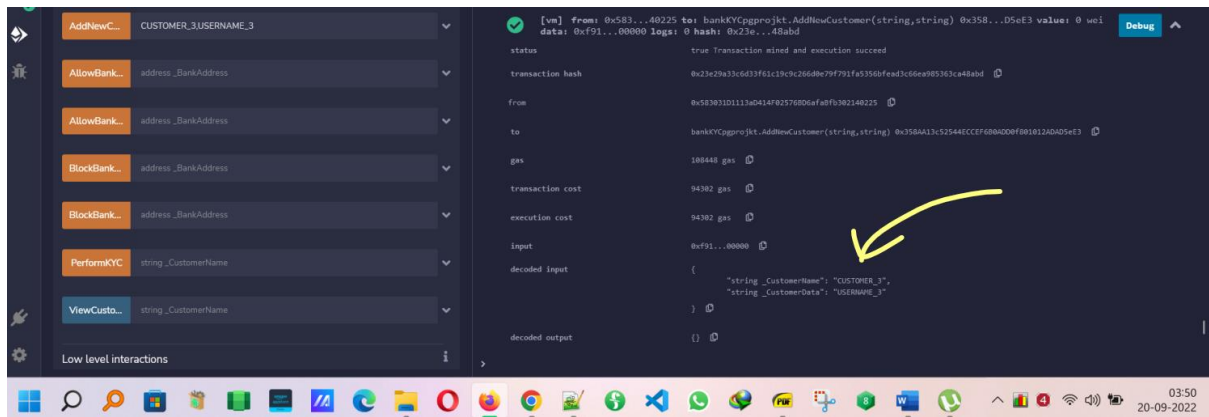 AddNewC... CUSTOMER_3,USERNAME_3
AllowBank... address _BankAddress
AllowBank... address _BankAddress
BlockBank... address _BankAddress
BlockBank... address _BankAddress
PerformKYC string _CustomerName
ViewCusto... string _CustomerName
Low level interactions i
[vm] from: 0x583...40225 to: bankKYCpgprojkt.AddNewCustomer(string,string) 0x358...D5eE3 value: 0 wei
data: 0xf91...00000 logs: 0 hash: 0x23e...48abd
Debug
status true Transaction mined and execution succeed
transaction hash
from
to bankKYCpgprojkt.AddNewCustomer(string,string)
gas 108448 gas
transaction cost 94302 gas
execution cost 94302 gas
input 0xf91...00000
decoded input {
"string _CustomerName": "CUSTOMER_3",
"string _CustomerData": "USERNAME_3"
}
decoded output {}
>
03:50
20-09-2022